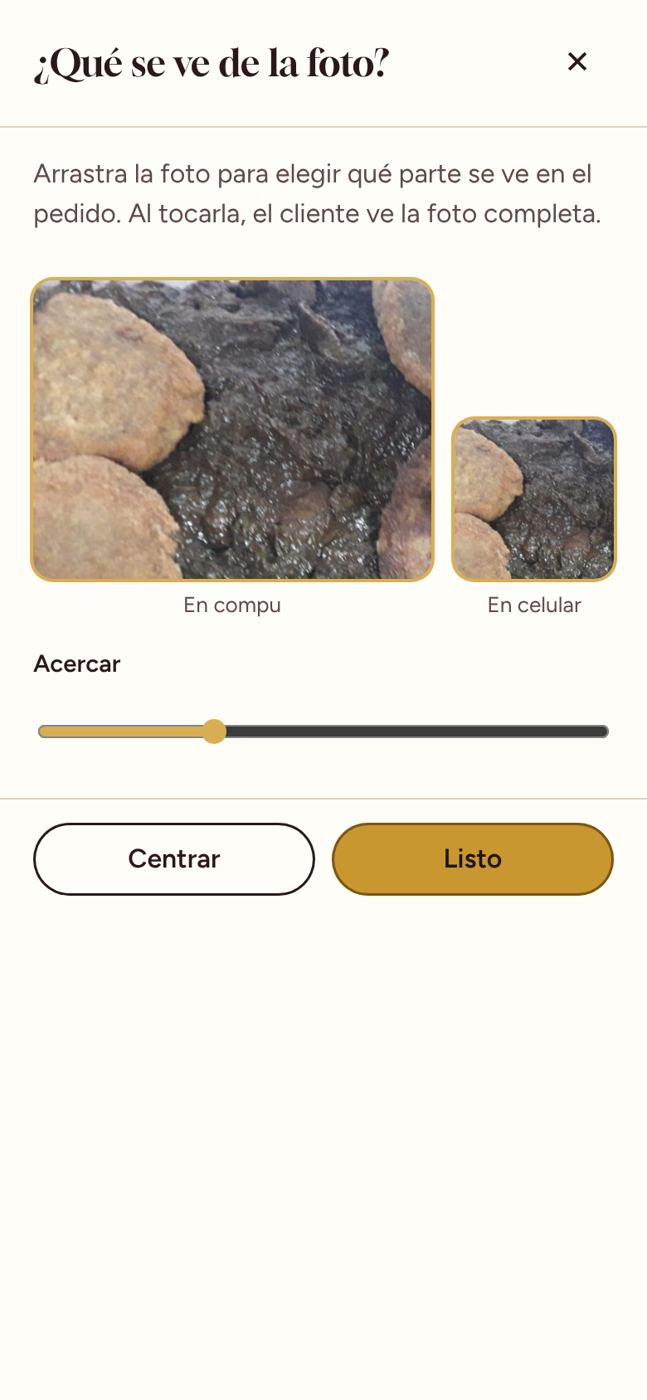 ¿Qué se ve de la foto?
Arrastra la foto para elegir qué parte se ve en el
pedido. Al tocarla, el cliente ve la foto completa.
En compu
En celular
Acercar
Centrar
Listo